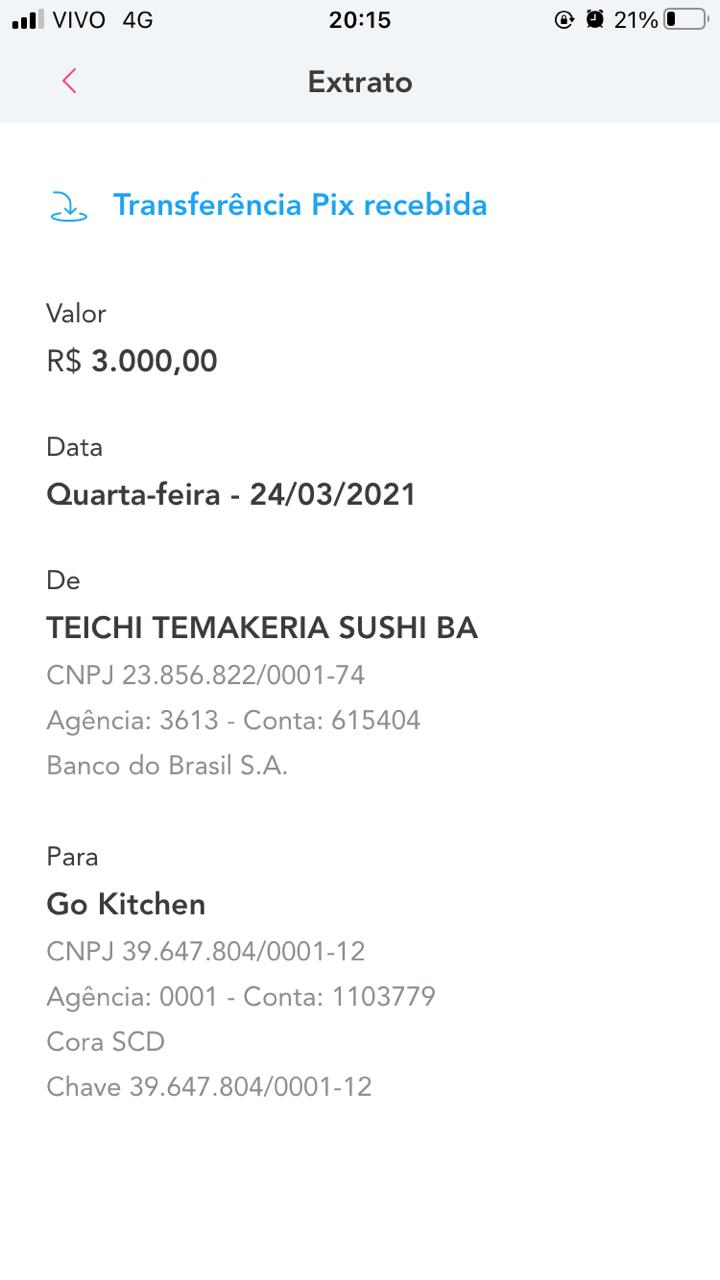 VIVO 4G 20:15 21%
Extrato
Transferência Pix recebida
Valor
R$ 3.000,00
Data
Quarta-feira - 24/03/2021
De
TEICHI TEMAKERIA SUSHI BA
CNPJ 23.856.822/0001-74
Agência: 3613 - Conta: 615404
Banco do Brasil S.A.
Para
Go Kitchen
CNPJ 39.647.804/0001-12
Agência: 0001 - Conta: 1103779
Cora SCD
Chave 39.647.804/0001-12